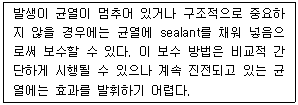 발생이 균열이 멈추어 있거나 구조적으로 중요하
지 않을 경우에는 균열에 sealant를 채워 넣음으
로써 보수할 수 있다. 이 보수 방법은 비교적 간
단하게 시행될 수 있으나 계속 진전되고 있는 균
열에는 효과를 발휘하기 어렵다.